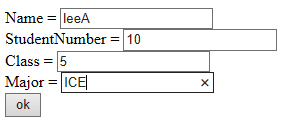 Name = leeA
StudentNumber = 10
Class = 5
Major = ICE ×
ok